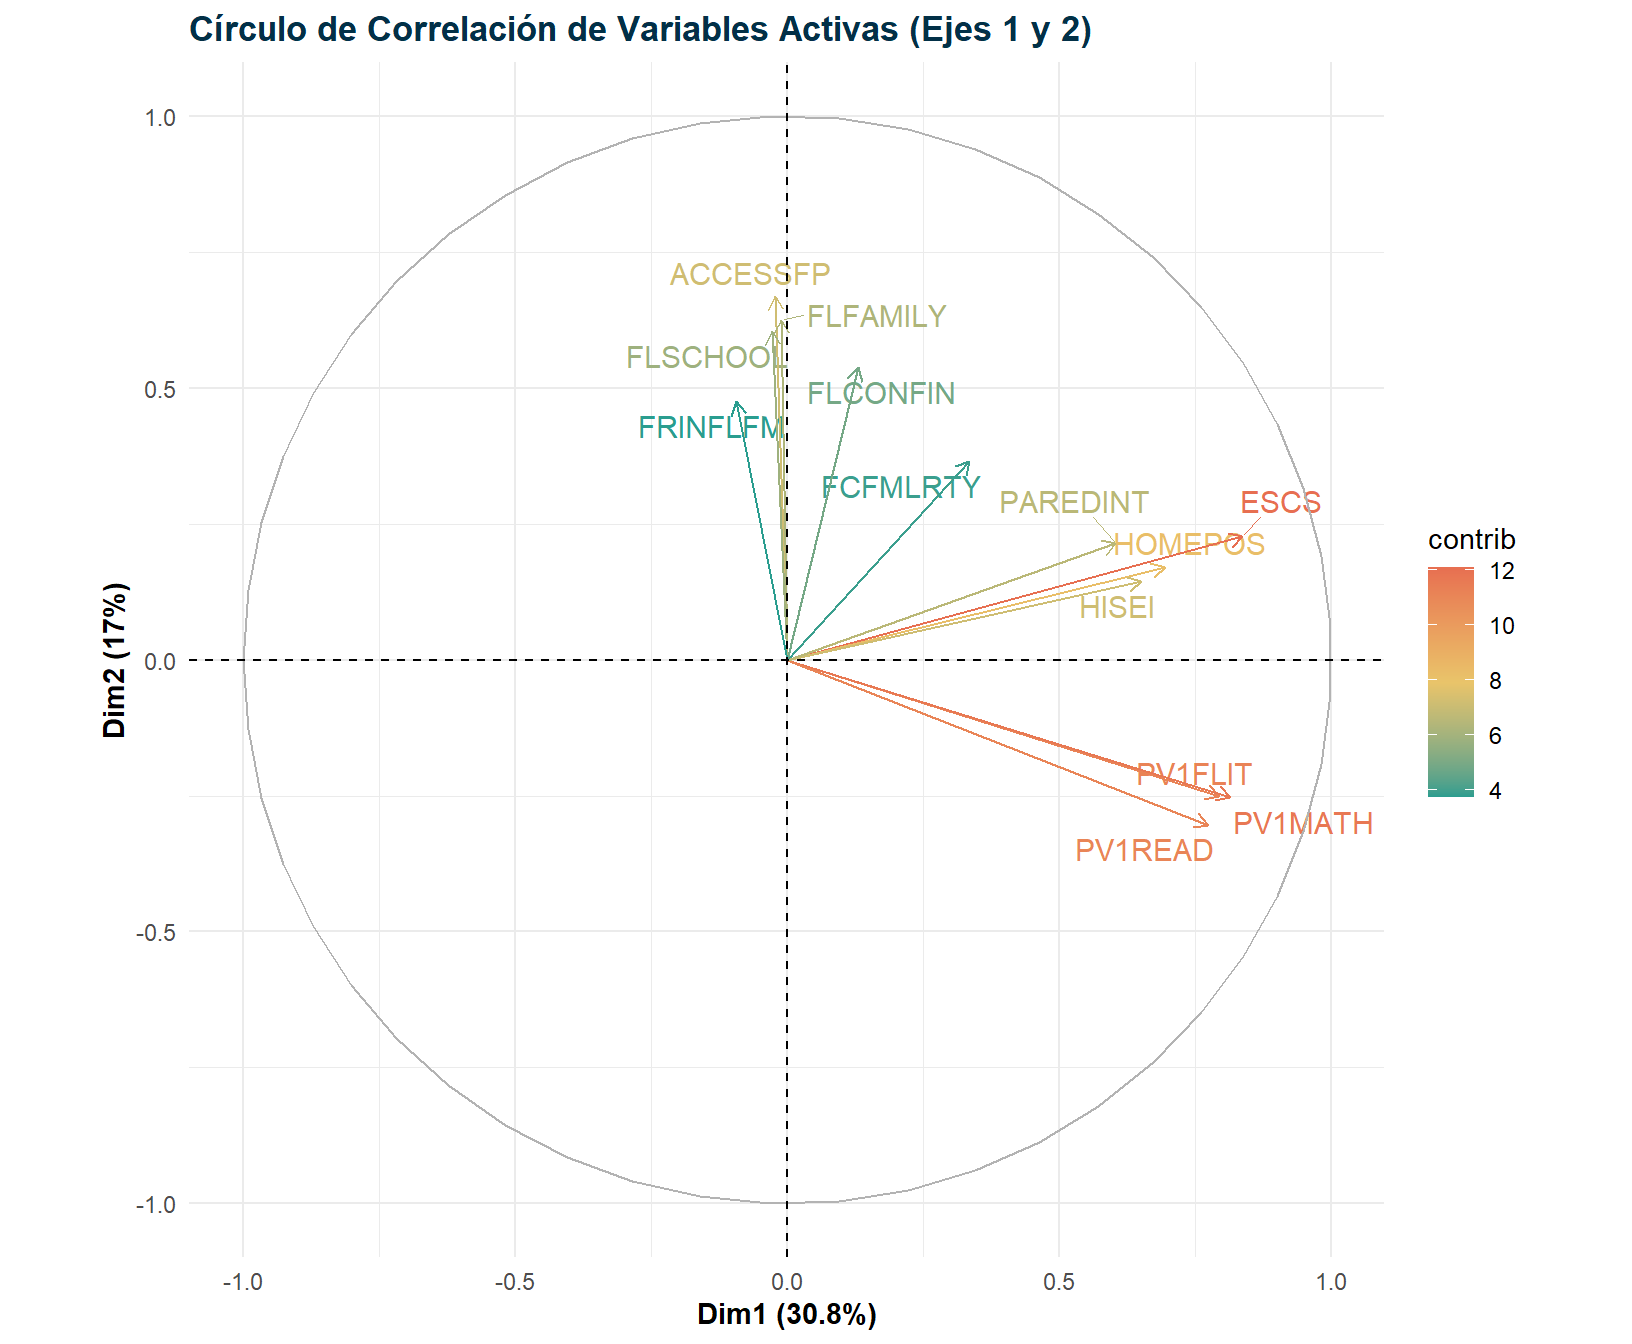 Círculo de Correlación de Variables Activas (Ejes 1 y 2)
1.0
0.5
0.0
-0.5
-1.0
Dim2 (17%)
ACCESSFP
FLFAMILY
FLSCHOOL
FLCONFIN
FRINFLFM
FCFMLRTY
PAREDINT
ESCS
HOMEPOS
HISEI
PV1FLIT
PV1MATH
PV1READ
-1.0
-0.5
0.0
0.5
1.0
Dim1 (30.8%)
contrib
12
10
8
6
4